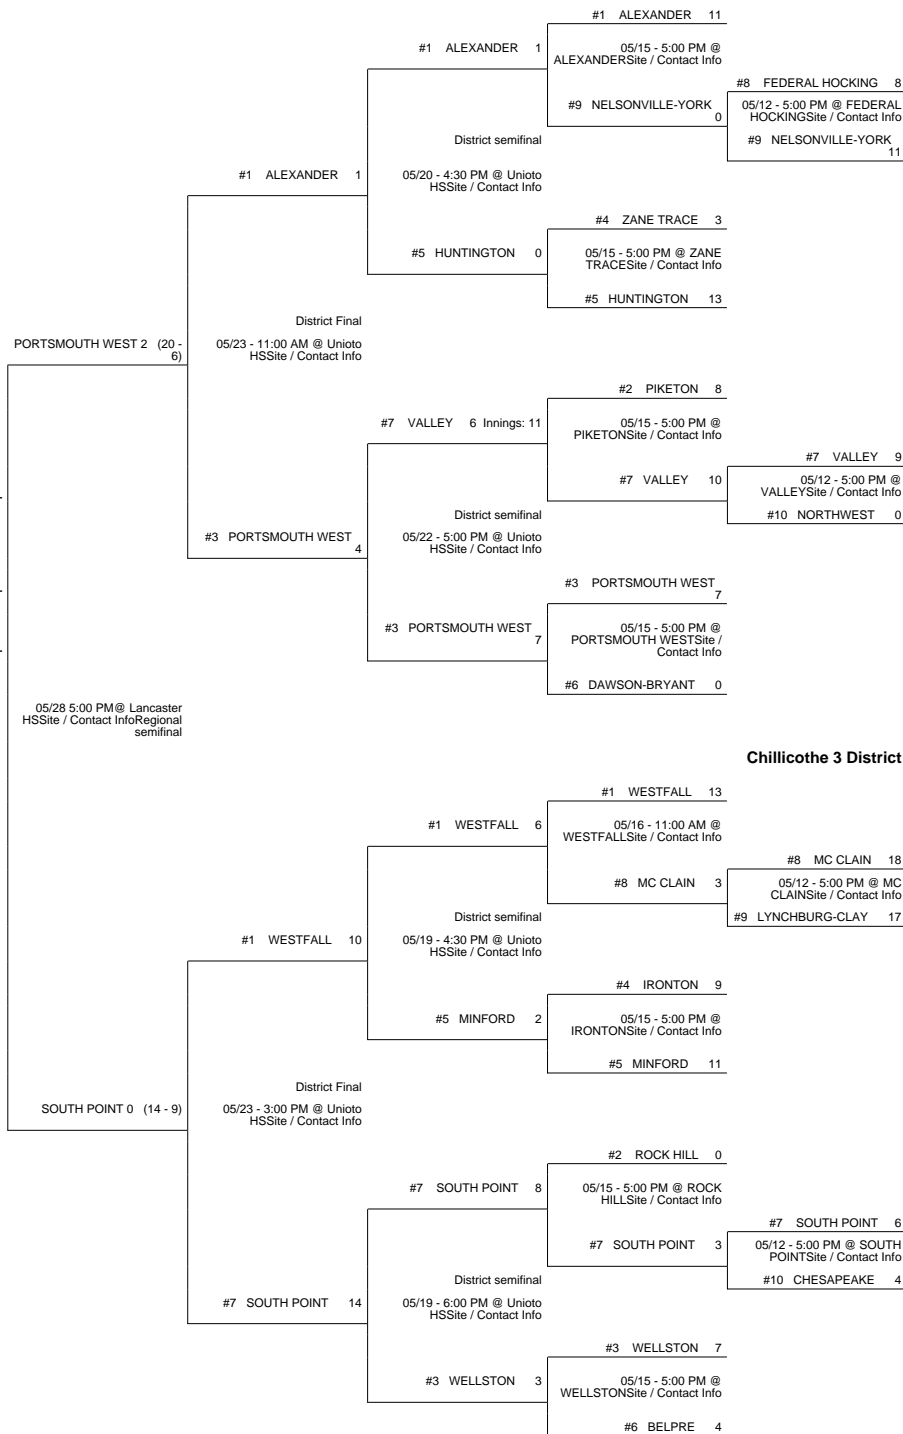 #1 ALEXANDER 11
#1 ALEXANDER 1
05/15 - 5:00 PM @
ALEXANDERSite / Contact Info
#8 FEDERAL HOCKING 8
#9 NELSONVILLE-YORK
0
05/12 - 5:00 PM @ FEDERAL
HOCKINGSite / Contact Info
#9 NELSONVILLE-YORK
11
District semifinal
05/20 - 4:30 PM @ Unioto
HSSite / Contact Info
#1 ALEXANDER 1
#4 ZANE TRACE 3
#5 HUNTINGTON 0
05/15 - 5:00 PM @ ZANE
TRACESite / Contact Info
#5 HUNTINGTON 13
District Final
05/23 - 11:00 AM @ Unioto
HSSite / Contact Info
PORTSMOUTH WEST 2 (20 -
6)
#2 PIKETON 8
#7 VALLEY 6 Innings: 11
05/15 - 5:00 PM @
PIKETONSite / Contact Info
#7 VALLEY 9
#7 VALLEY 10
05/12 - 5:00 PM @
VALLEYSite / Contact Info
#10 NORTHWEST 0
District semifinal
05/22 - 5:00 PM @ Unioto
HSSite / Contact Info
#3 PORTSMOUTH WEST
4
#3 PORTSMOUTH WEST
7
#3 PORTSMOUTH WEST
7
05/15 - 5:00 PM @
PORTSMOUTH WESTSite /
Contact Info
#6 DAWSON-BRYANT 0
05/28 5:00 PM@ Lancaster
HSSite / Contact InfoRegional
semifinal
Chillicothe 3 District
#1 WESTFALL 13
#1 WESTFALL 6
05/16 - 11:00 AM @
WESTFALLSite / Contact Info
#8 MC CLAIN 18
#8 MC CLAIN 3
05/12 - 5:00 PM @ MC
CLAINSite / Contact Info
#9 LYNCHBURG-CLAY 17
District semifinal
05/19 - 4:30 PM @ Unioto
HSSite / Contact Info
#1 WESTFALL 10
#4 IRONTON 9
#5 MINFORD 2
05/15 - 5:00 PM @
IRONTONSite / Contact Info
#5 MINFORD 11
District Final
05/23 - 3:00 PM @ Unioto
HSSite / Contact Info
SOUTH POINT 0 (14 - 9)
#2 ROCK HILL 0
#7 SOUTH POINT 8
05/15 - 5:00 PM @ ROCK
HILLSite / Contact Info
#7 SOUTH POINT 6
#7 SOUTH POINT 3
05/12 - 5:00 PM @ SOUTH
POINTSite / Contact Info
#10 CHESAPEAKE 4
District semifinal
05/19 - 6:00 PM @ Unioto
HSSite / Contact Info
#7 SOUTH POINT 14
#3 WELLSTON 7
#3 WELLSTON 3
05/15 - 5:00 PM @
WELLSTONSite / Contact Info
#6 BELPRE 4